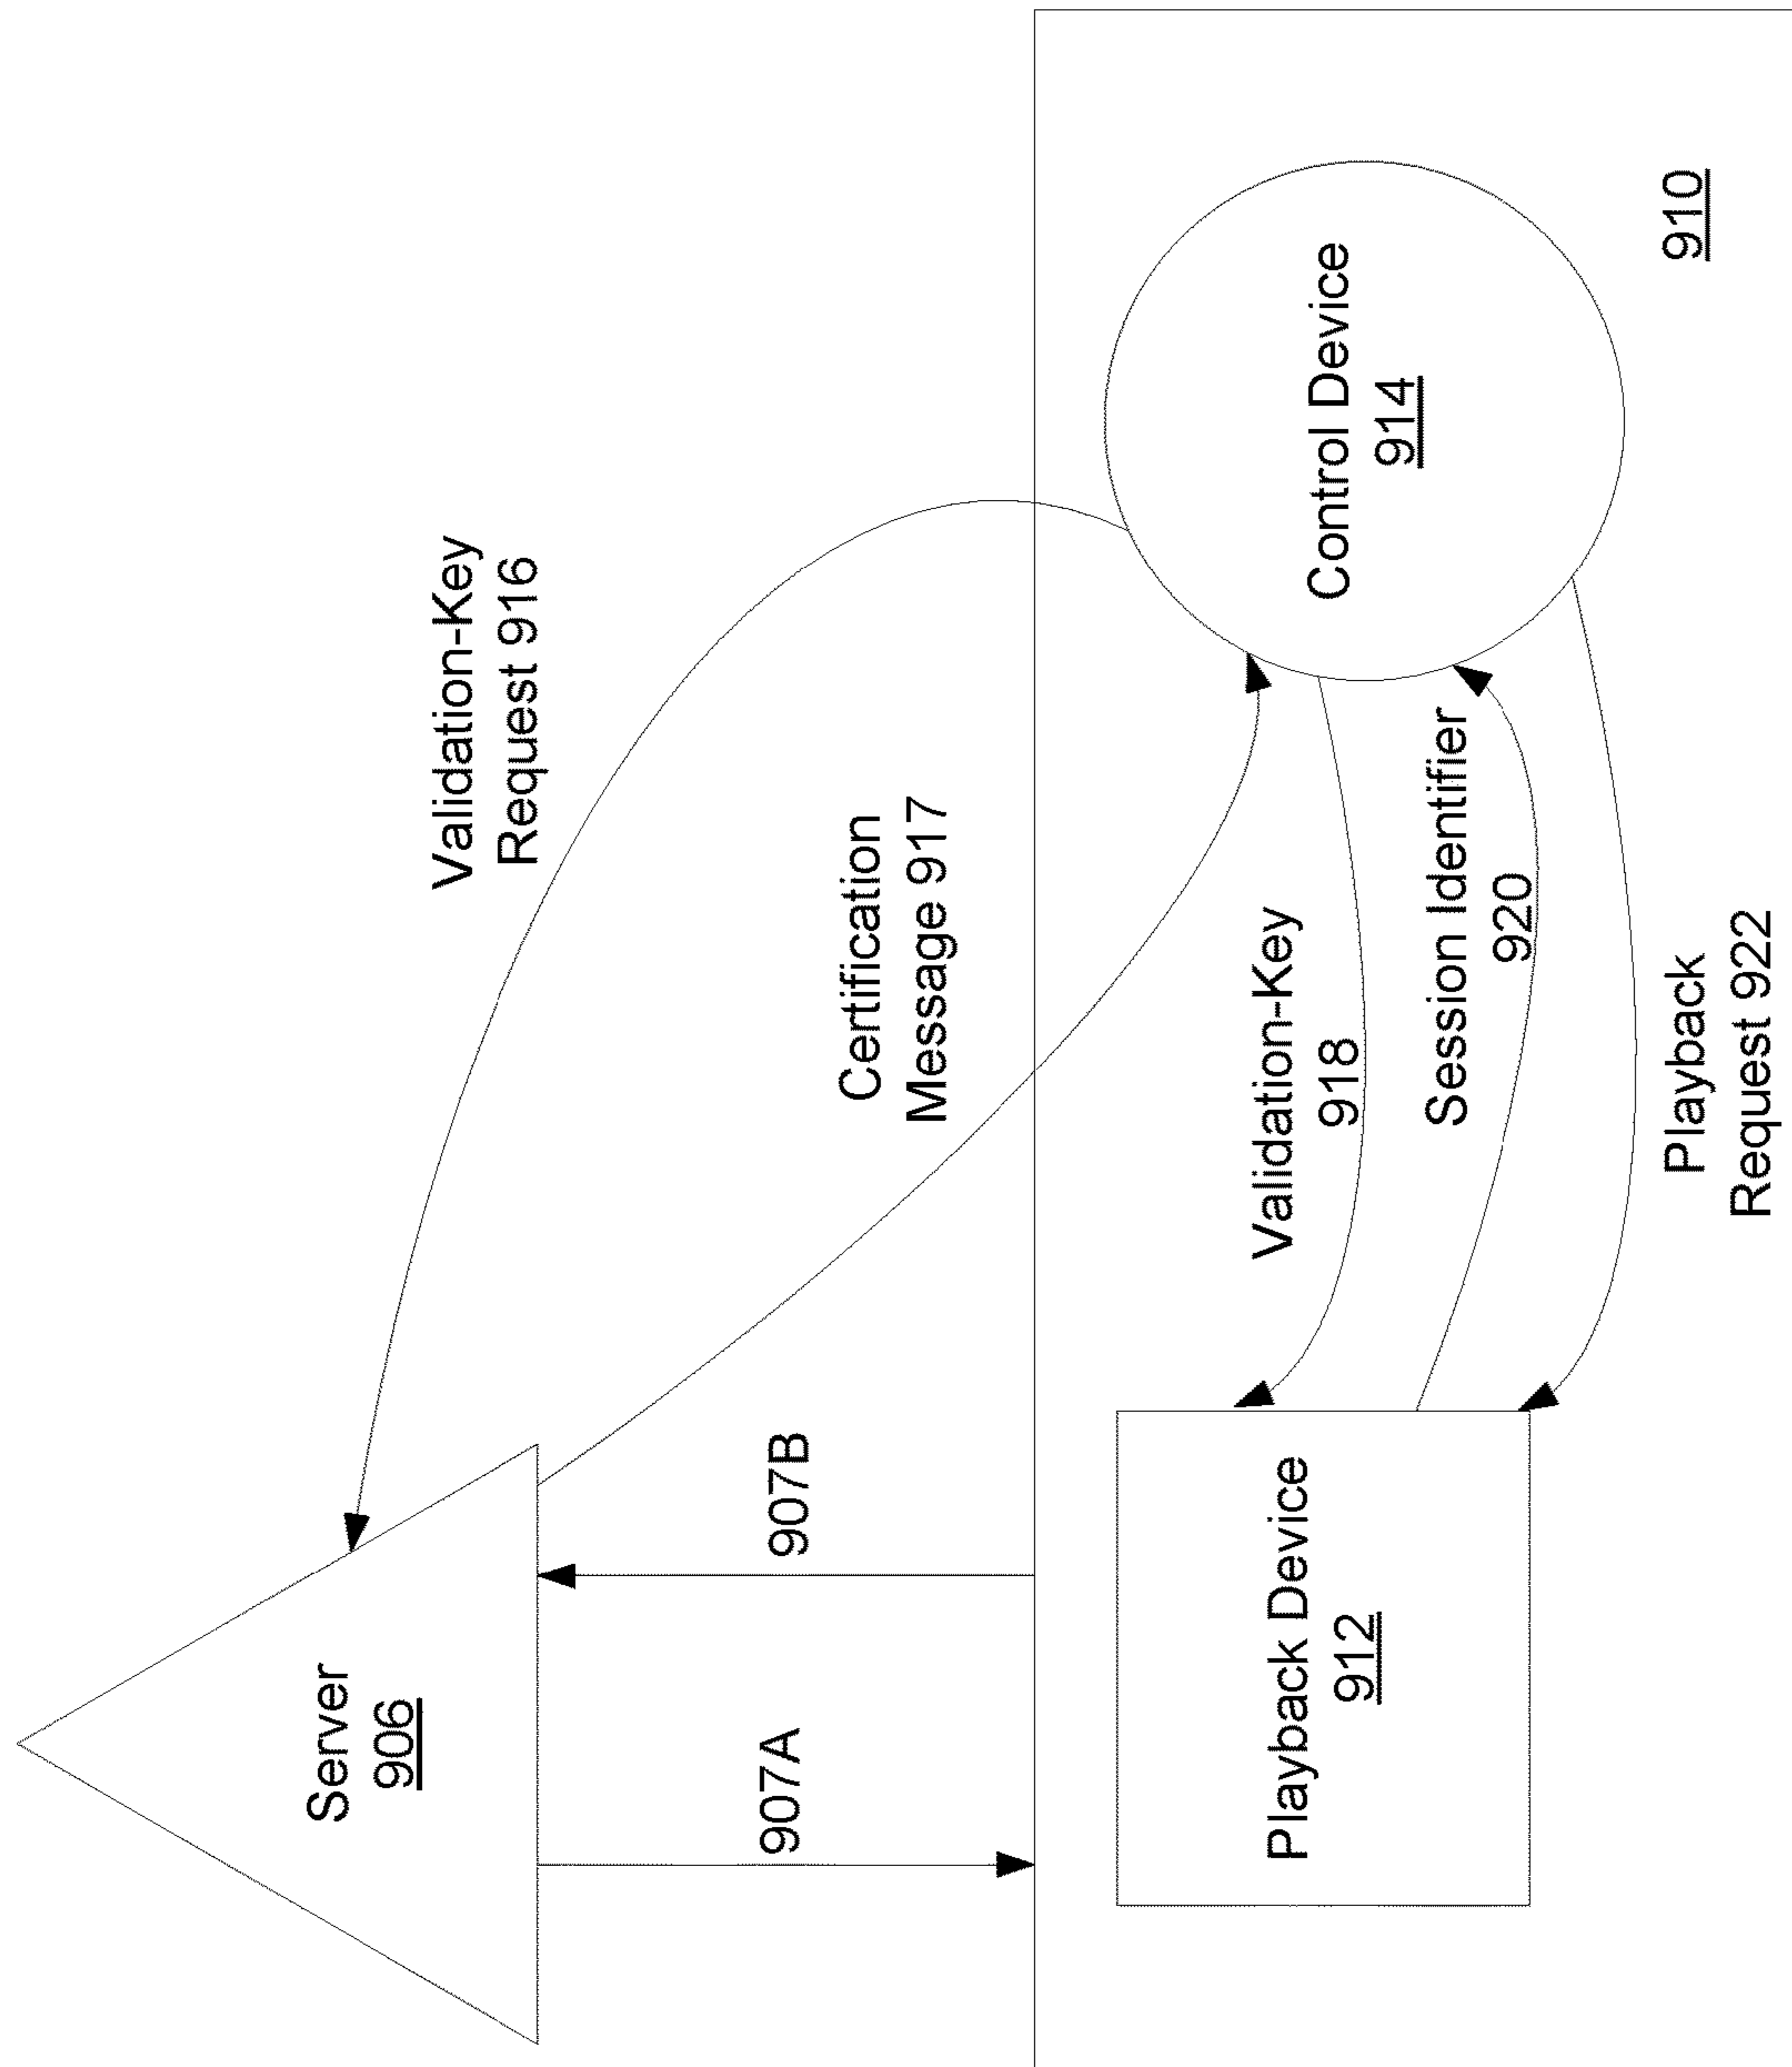 Server
906
907A
907B
Validation-Key
Request 916
Certification
Message 917
Playback Device
912
Validation-Key
918
Session Identifier
920
Playback
Request 922
Control Device
914
910